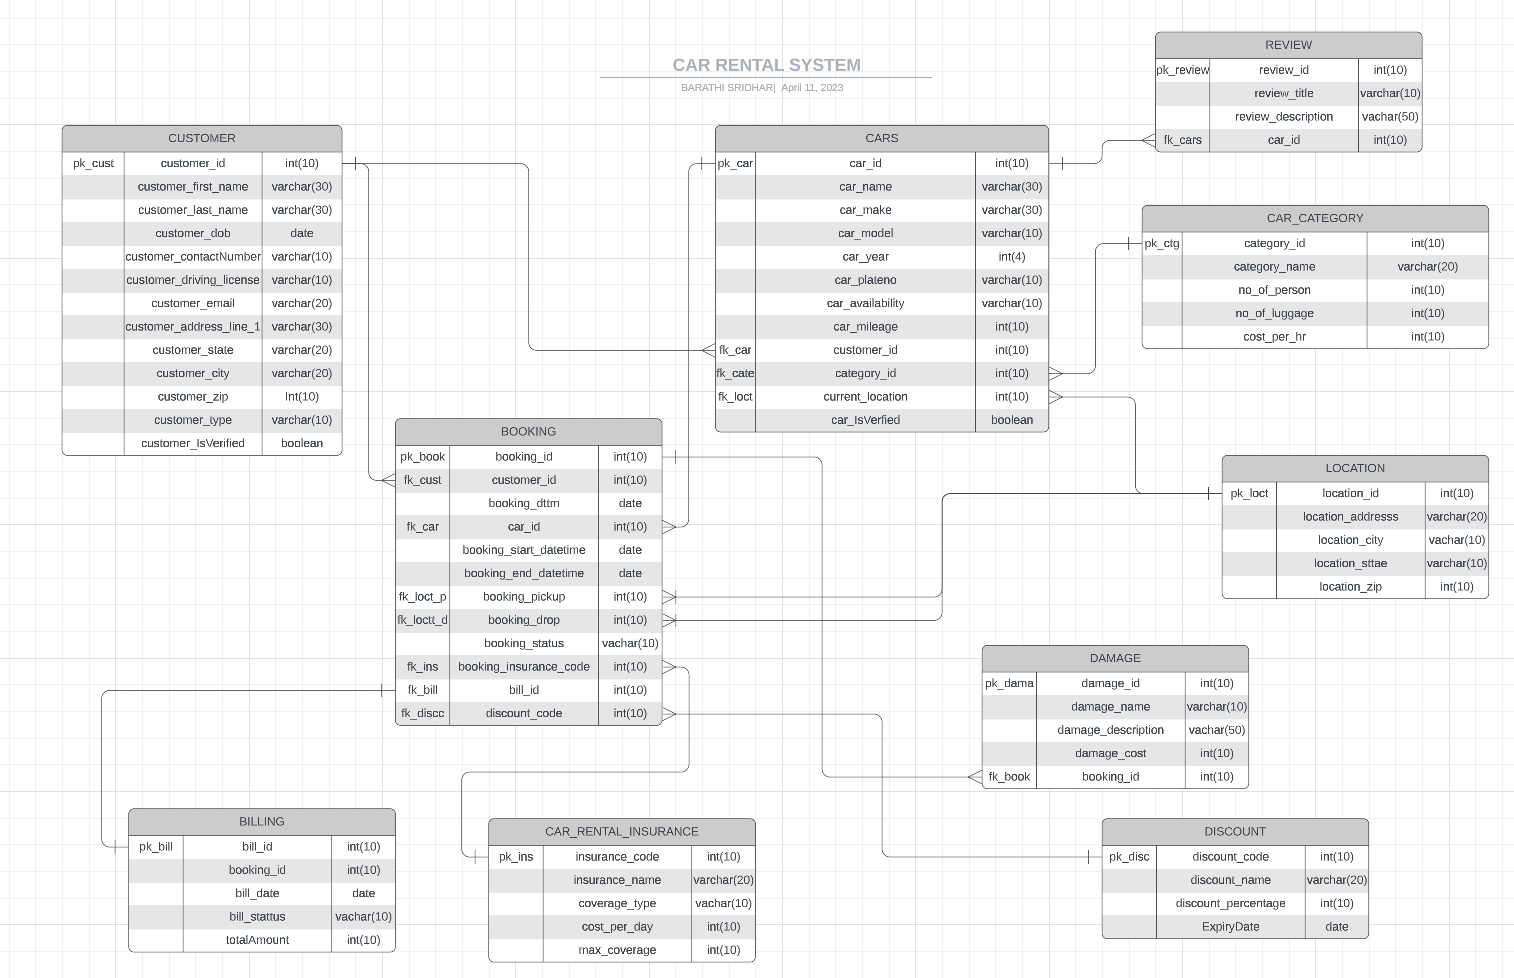 CAR RENTAL SYSTEM
BARATHI SRIDHAR| April 11, 2023
REVIEW
pk_review review_id int(10)
review_title varchar(10)
review_description vachar(50)
fk_cars car_id int(10)
CUSTOMER
pk_cust customer_id int(10)
customer_first_name varchar(30)
customer_last_name varchar(30)
customer_dob date
customer_contactNumber varchar(10)
customer_driving_license varchar(10)
customer_email varchar(20)
customer_address_line_1 varchar(30)
customer_state varchar(20)
customer_city varchar(20)
customer_zip Int(10)
customer_type varchar(10)
customer_IsVerified boolean
CARS
pk_car car_id int(10)
car_name varchar(30)
car_make varchar(30)
car_model varchar(10)
car_year int(4)
car_plateno varchar(10)
car_availability varchar(10)
car_mileage int(10)
fk_car customer_id int(10)
fk_cate category_id int(10)
fk_loct current_location int(10)
car_IsVerfied boolean
CAR_CATEGORY
pk_ctg category_id int(10)
category_name varchar(20)
no_of_person int(10)
no_of_luggage int(10)
cost_per_hr int(10)
BOOKING
pk_book booking_id int(10)
fk_cust customer_id int(10)
booking_dttm date
fk_car car_id int(10)
booking_start_datetime date
booking_end_datetime date
fk_loct_p booking_pickup int(10)
fk_loctt_d booking_drop int(10)
booking_status vachar(10)
fk_ins booking_insurance_code int(10)
fk_bill bill_id int(10)
fk_discc discount_code int(10)
LOCATION
pk_loct location_id int(10)
location_addresss varchar(20)
location_city vachar(10)
location_sttae varchar(10)
location_zip int(10)
DAMAGE
pk_dama damage_id int(10)
damage_name varchar(10)
damage_description vachar(50)
damage_cost int(10)
fk_book booking_id int(10)
BILLING
pk_bill bill_id int(10)
booking_id int(10)
bill_date date
bill_stattus vachar(10)
totalAmount int(10)
CAR_RENTAL_INSURANCE
pk_ins insurance_code int(10)
insurance_name varchar(20)
coverage_type vachar(10)
cost_per_day int(10)
max_coverage int(10)
DISCOUNT
pk_disc discount_code int(10)
discount_name varchar(20)
discount_percentage int(10)
ExpiryDate date